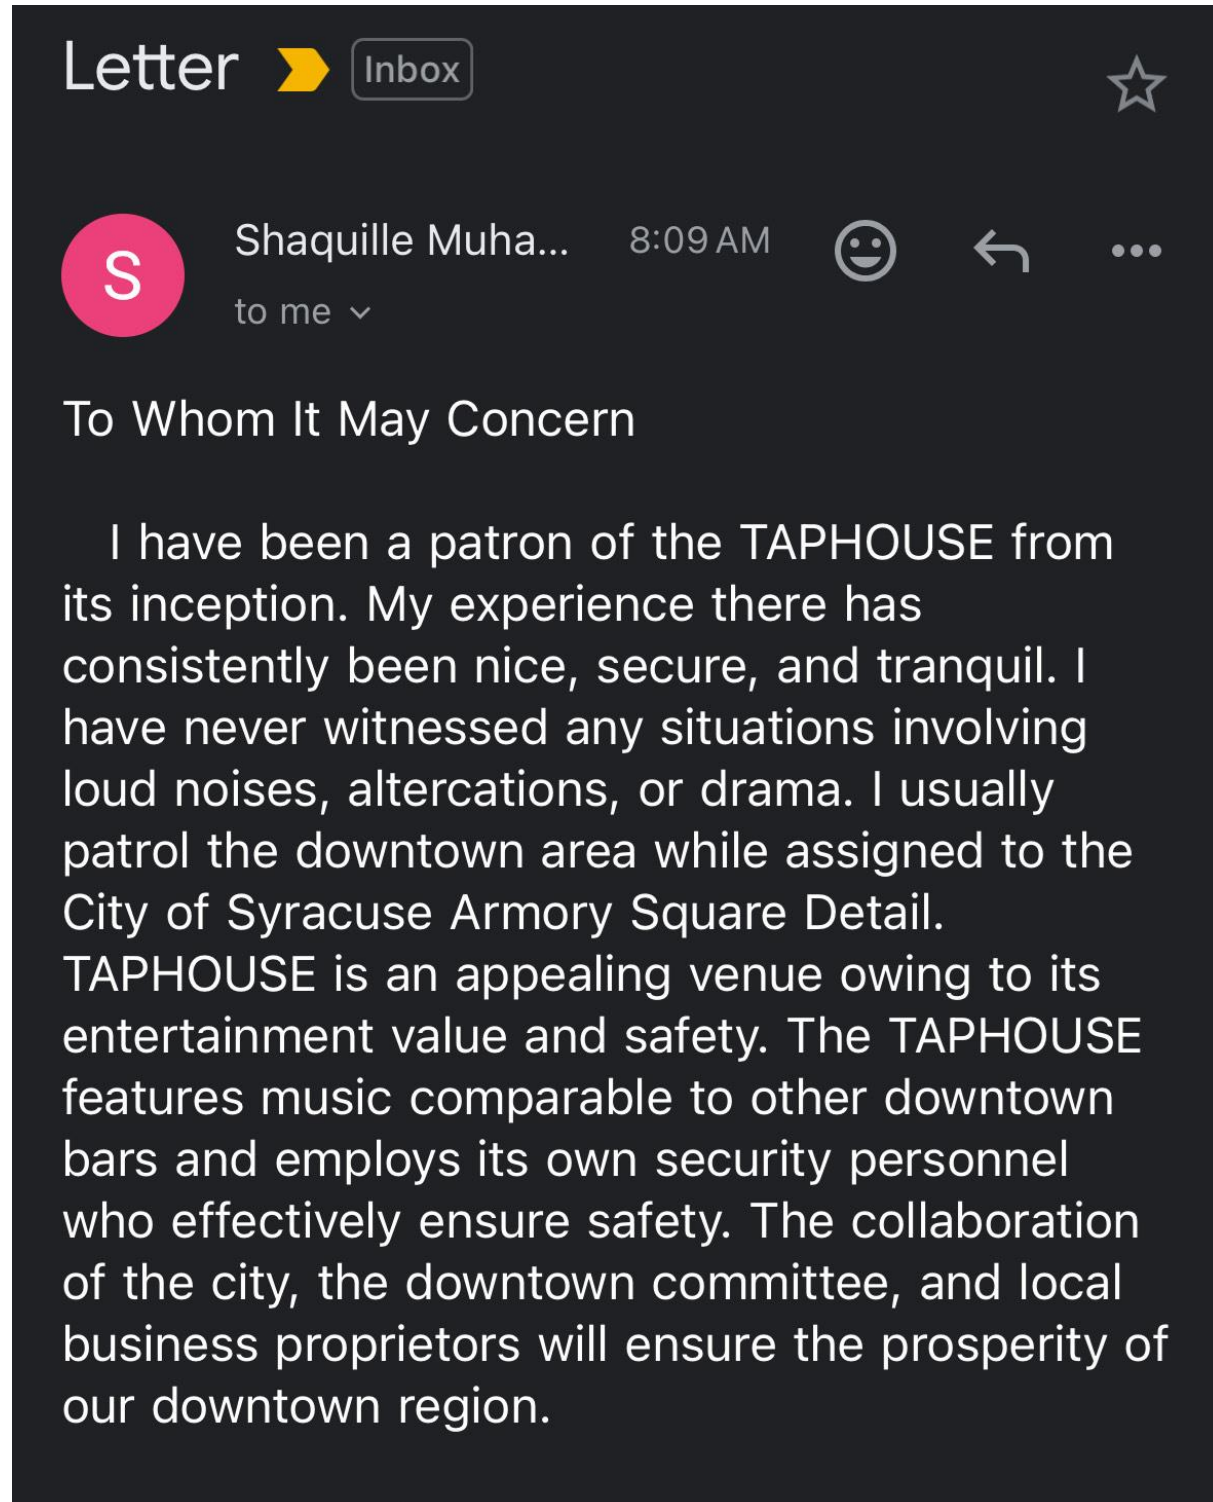 Letter Inbox
S
Shaquille Muha... 8:09 AM
to me
To Whom It May Concern
I have been a patron of the TAPHOUSE from
its inception. My experience there has
consistently been nice, secure, and tranquil. I
have never witnessed any situations involving
loud noises, altercations, or drama. I usually
patrol the downtown area while assigned to the
City of Syracuse Armory Square Detail.
TAPHOUSE is an appealing venue owing to its
entertainment value and safety. The TAPHOUSE
features music comparable to other downtown
bars and employs its own security personnel
who effectively ensure safety. The collaboration
of the city, the downtown committee, and local
business proprietors will ensure the prosperity of
our downtown region.